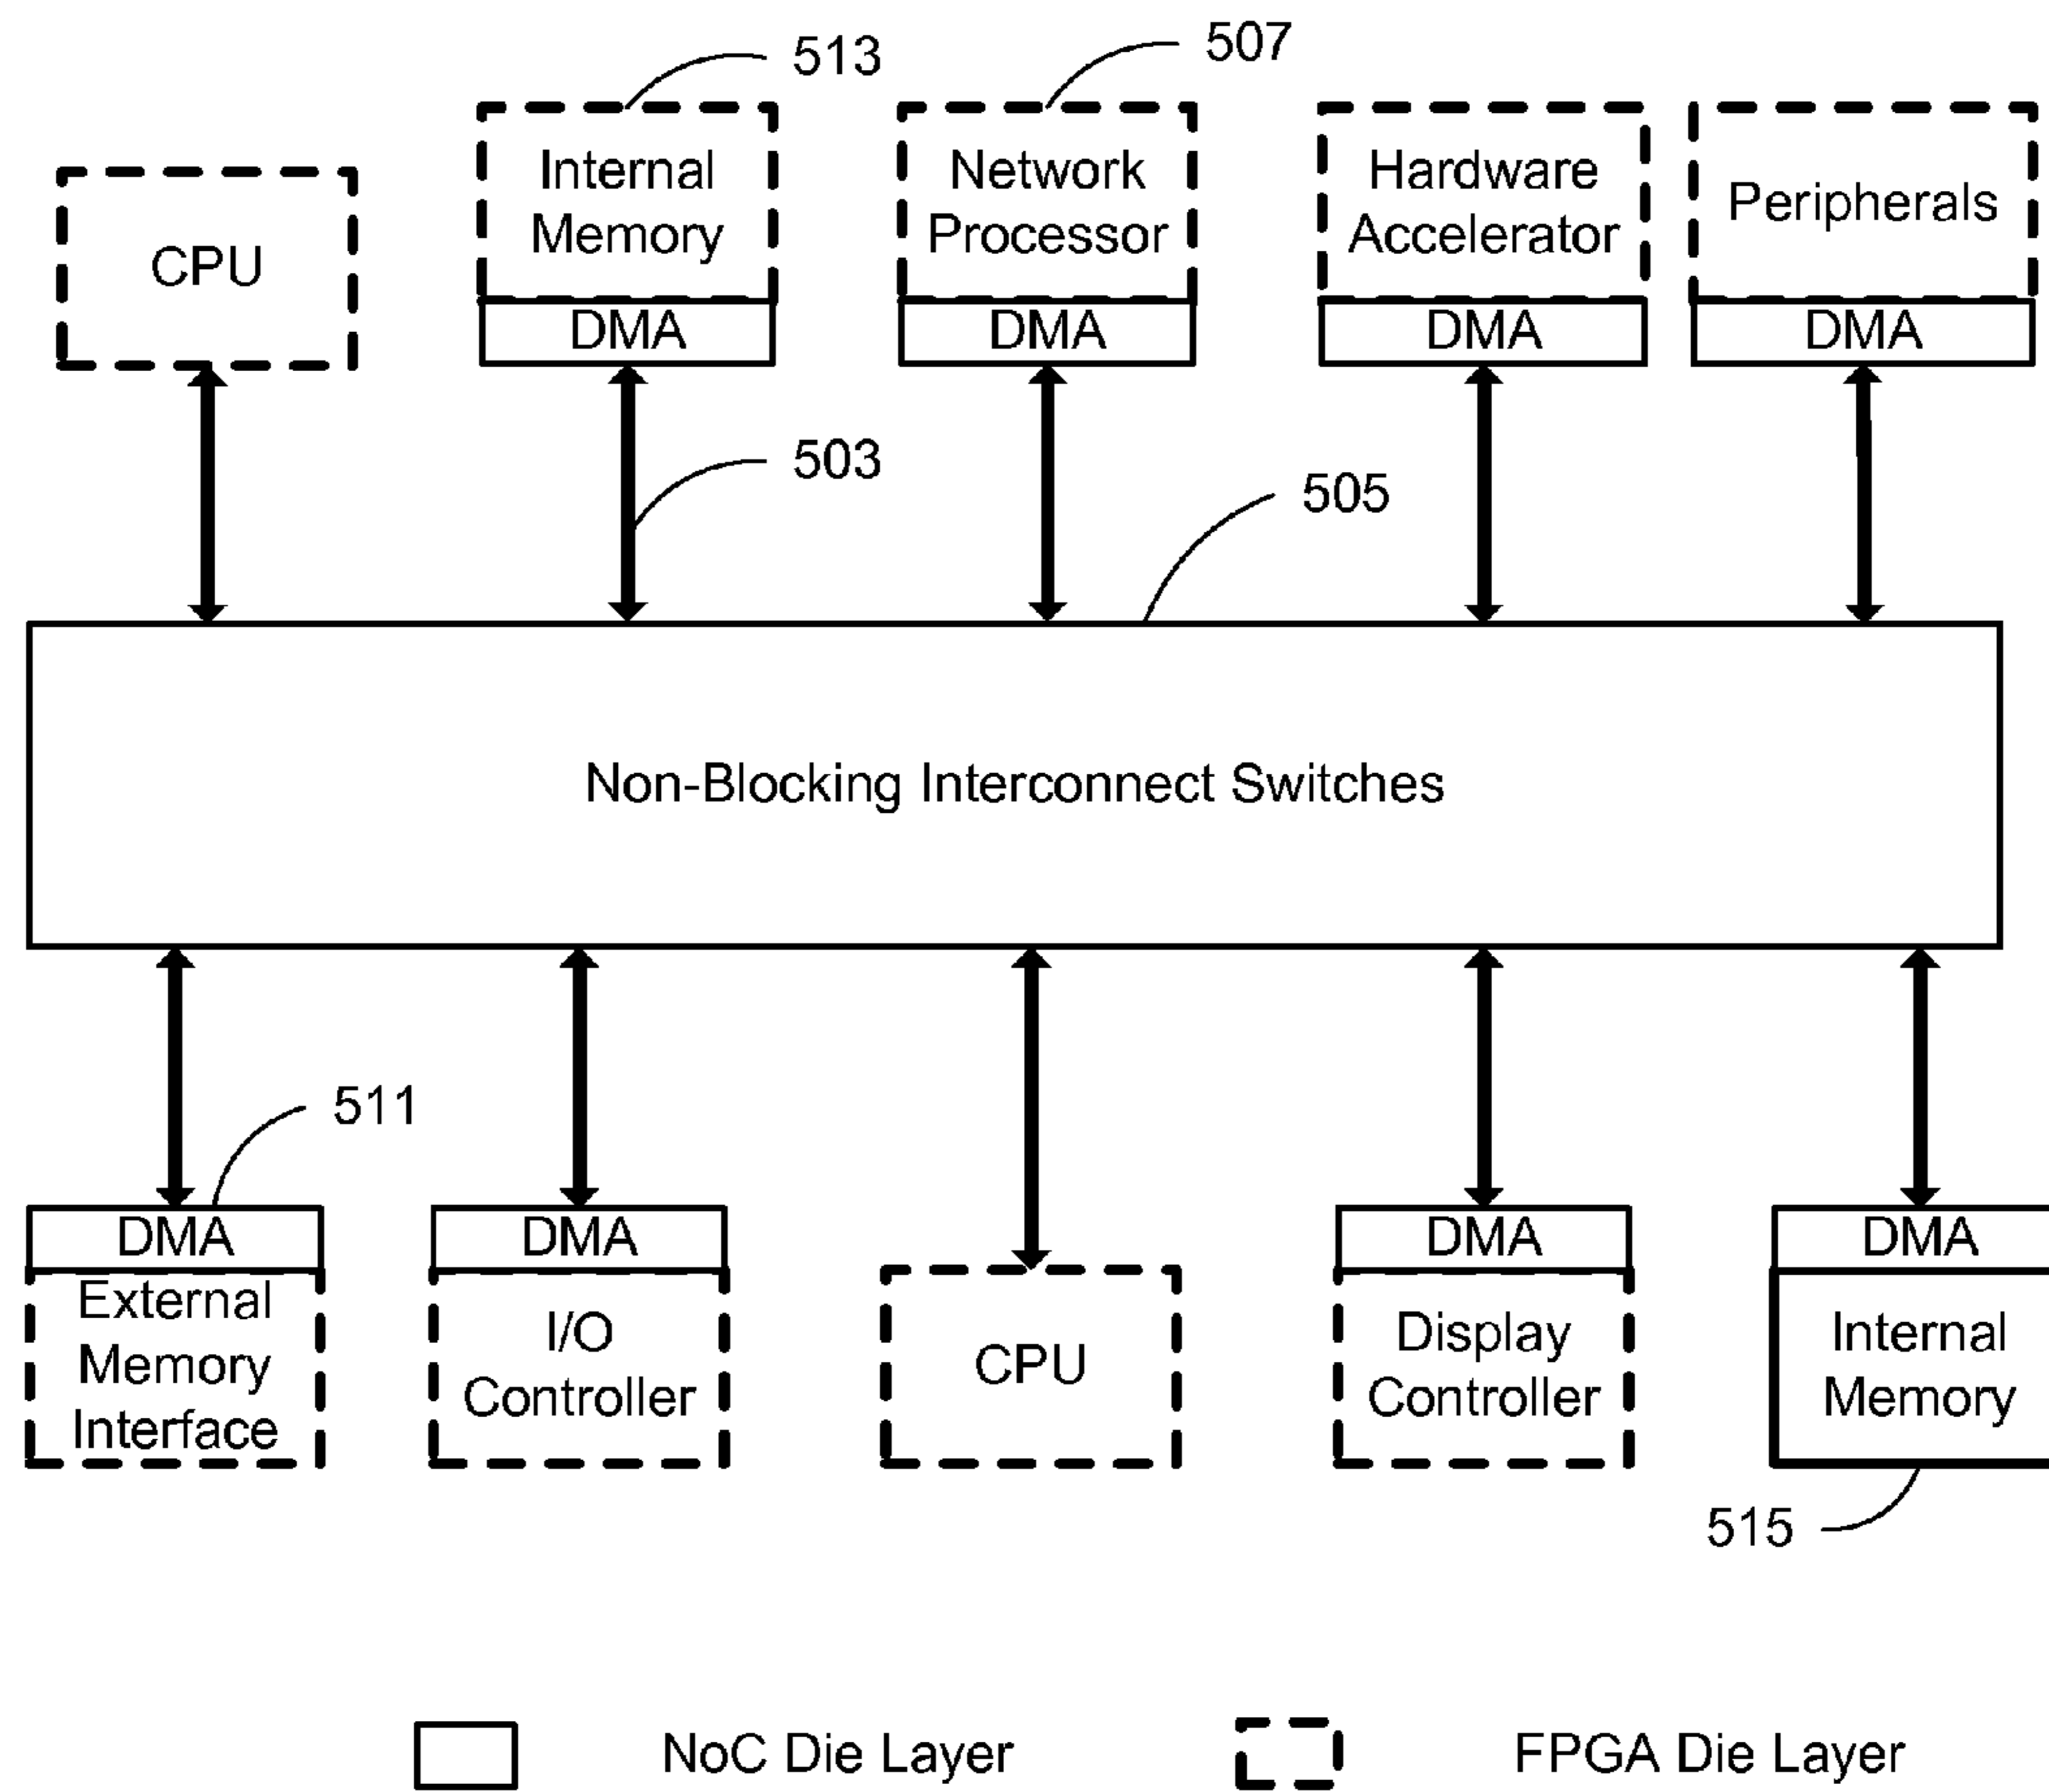 513
507
CPU
Internal
Memory
DMA
Network
Processor
DMA
Hardware
Accelerator
DMA
Peripherals
DMA
503
505
Non-Blocking Interconnect Switches
511
DMA
External
Memory
Interface
DMA
I/O
Controller
CPU
DMA
Display
Controller
DMA
Internal
Memory
515
NoC Die Layer
FPGA Die Layer